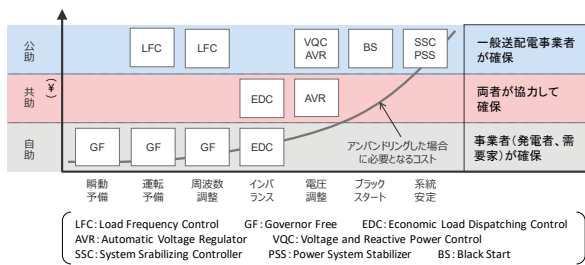 公助
共助
自助
(¥)
LFC
LFC
VQC
AVR
BS
SSC
PSS
一般送配電事業者
が確保
EDC
AVR
両者が協力して
確保
GF
GF
GF
EDC
アンバンドリングした場合
に必要となるコスト
事業者(発電者、需
要家)が確保
瞬動
予備
運転
予備
周波数
調整
インバ
ランス
電圧
調整
ブラック
スタート
系統
安定
LFC:Load Frequency Control GF:Governor Free EDC:Economic Load Dispatching Control
AVR:Automatic Voltage Regulator VQC:Voltage and Reactive Power Control
SSC:System Srabilizing Controller PSS:Power System Stabilizer BS:Black Start